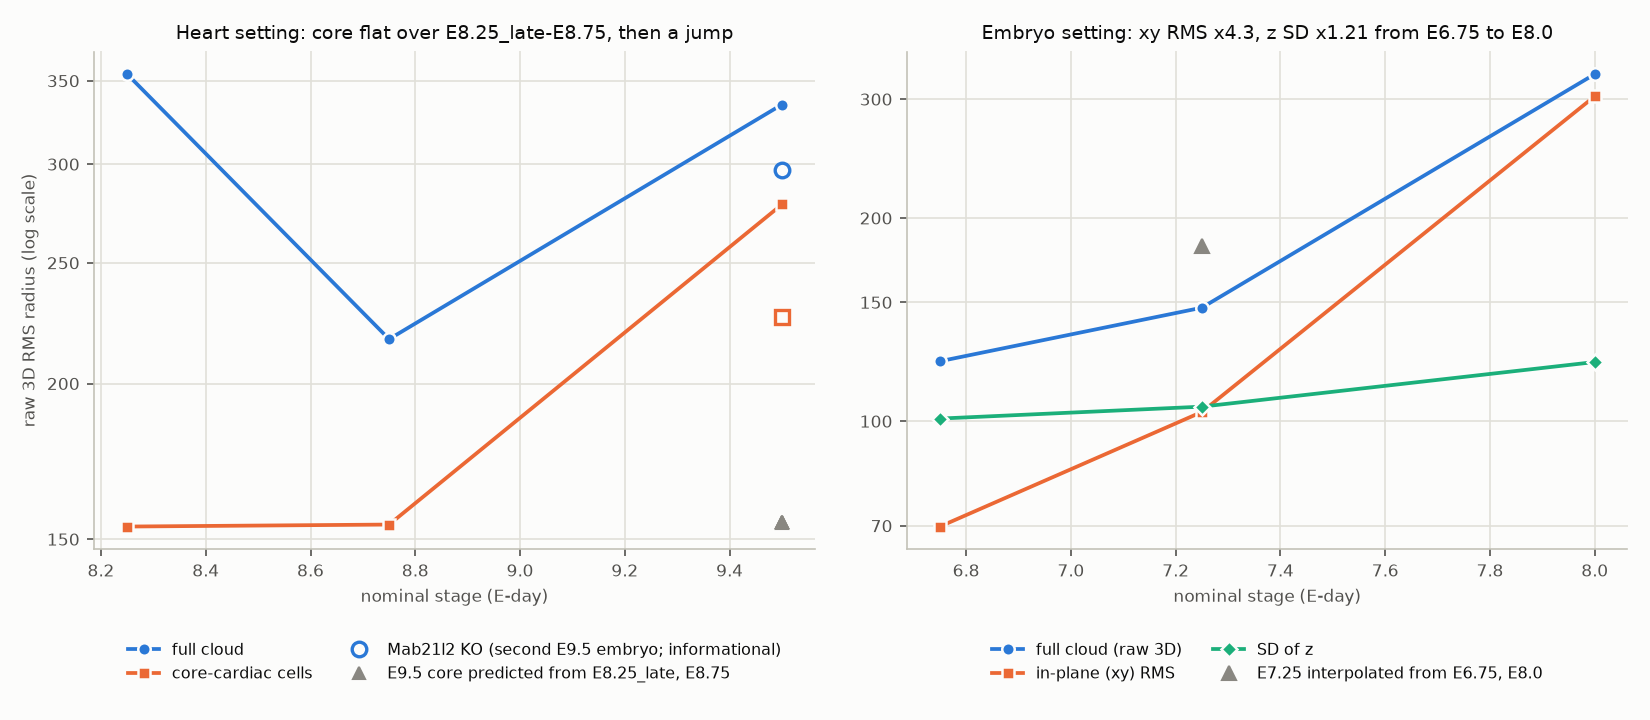 Heart setting: core flat over E8.25_late-E8.75, then a jump
raw 3D RMS radius (log scale)
350
300
250
200
150
8.2 8.4 8.6 8.8 9.0 9.2 9.4
nominal stage (E-day)
full cloud
core-cardiac cells
Mab21l2 KO (second E9.5 embryo; informational)
E9.5 core predicted from E8.25_late, E8.75
Embryo setting: xy RMS x4.3, z SD x1.21 from E6.75 to E8.0
300
200
150
100
70
6.8 7.0 7.2 7.4 7.6 7.8 8.0
nominal stage (E-day)
full cloud (raw 3D)
in-plane (xy) RMS
SD of z
E7.25 interpolated from E6.75, E8.0